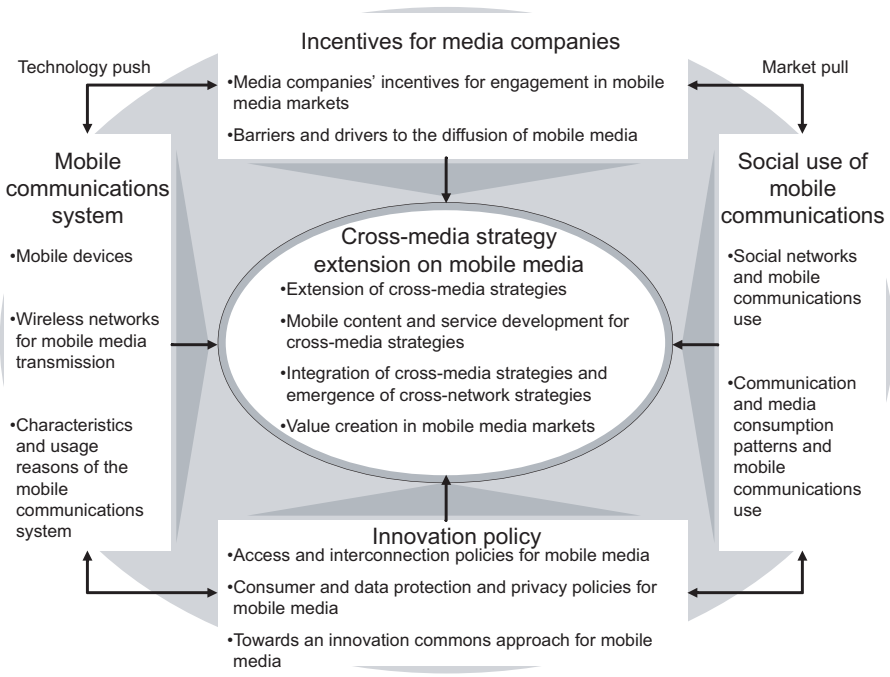 Incentives for media companies
Technology push
Market pull
•Media companies’ incentives for engagement in mobile
media markets
•Barriers and drivers to the diffusion of mobile media
Mobile
communications
system
•Mobile devices
•Wireless networks
for mobile media
transmission
•Characteristics
and usage
reasons of the
mobile
communications
system
Cross-media strategy
extension on mobile media
•Extension of cross-media strategies
•Mobile content and service development for
cross-media strategies
•Integration of cross-media strategies and
emergence of cross-network strategies
•Value creation in mobile media markets
Social use of
mobile
communications
•Social networks
and mobile
communications
use
•Communication
and media
consumption
patterns and
mobile
communications
use
Innovation policy
•Access and interconnection policies for mobile media
•Consumer and data protection and privacy policies for
mobile media
•Towards an innovation commons approach for mobile
media